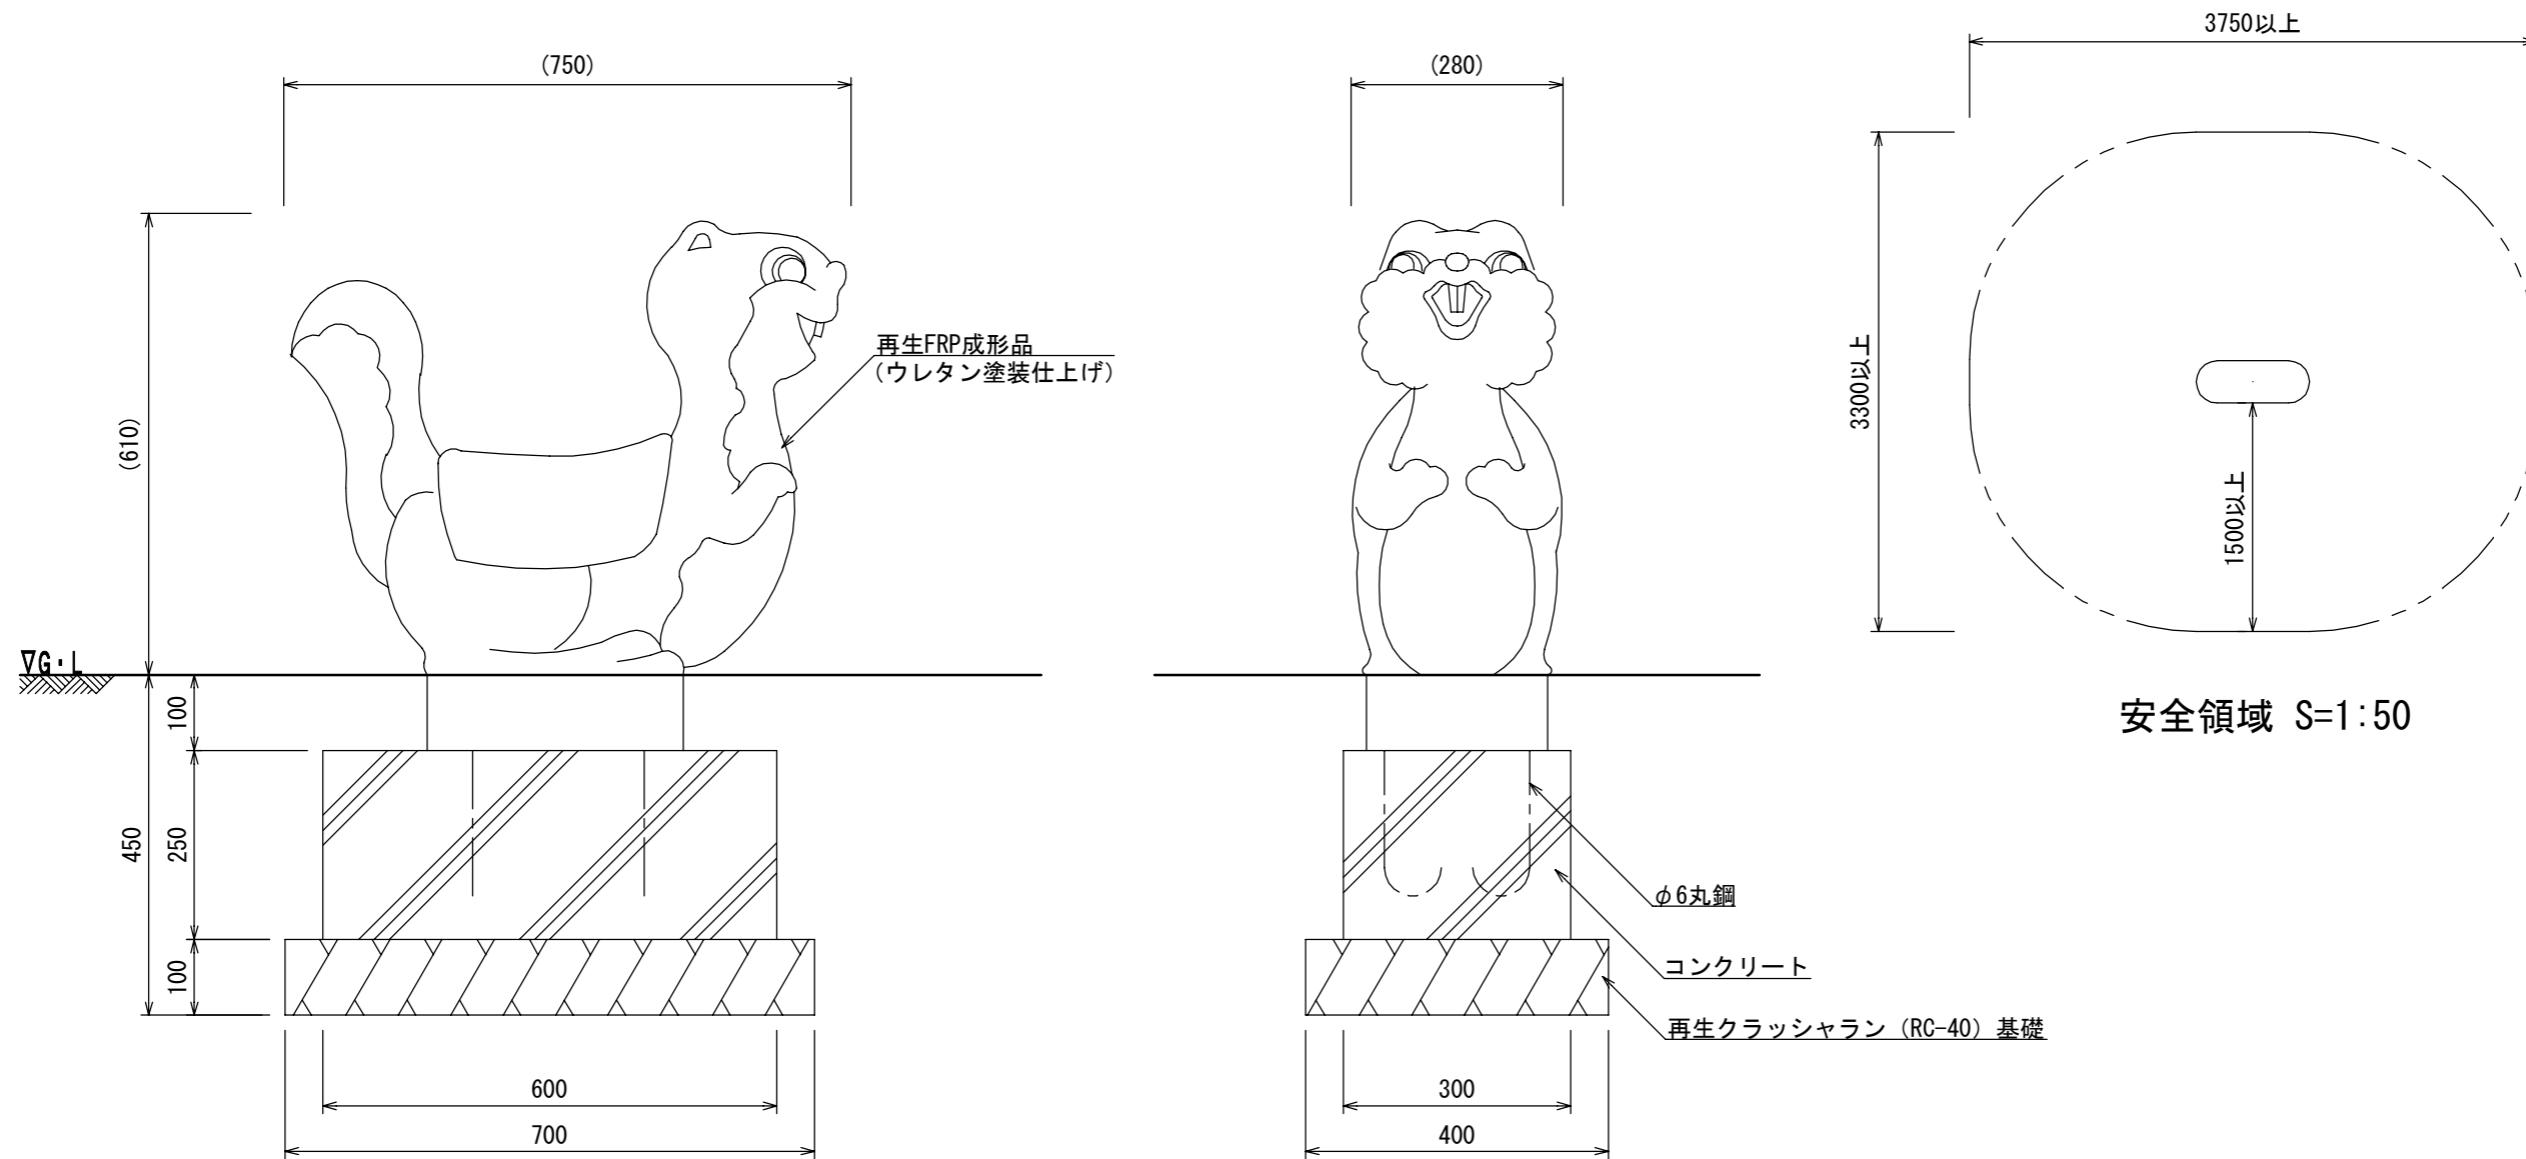 (750)
(280)
3750以上
(610)
再生FRP成形品
(ウレタン塗装仕上げ)
3300以上
1500以上
▽G・L
安全領域 S=1:50
100
250
450
100
φ6丸鋼
コンクリート
再生クラッシャラン (RC-40) 基礎
600
300
700
400